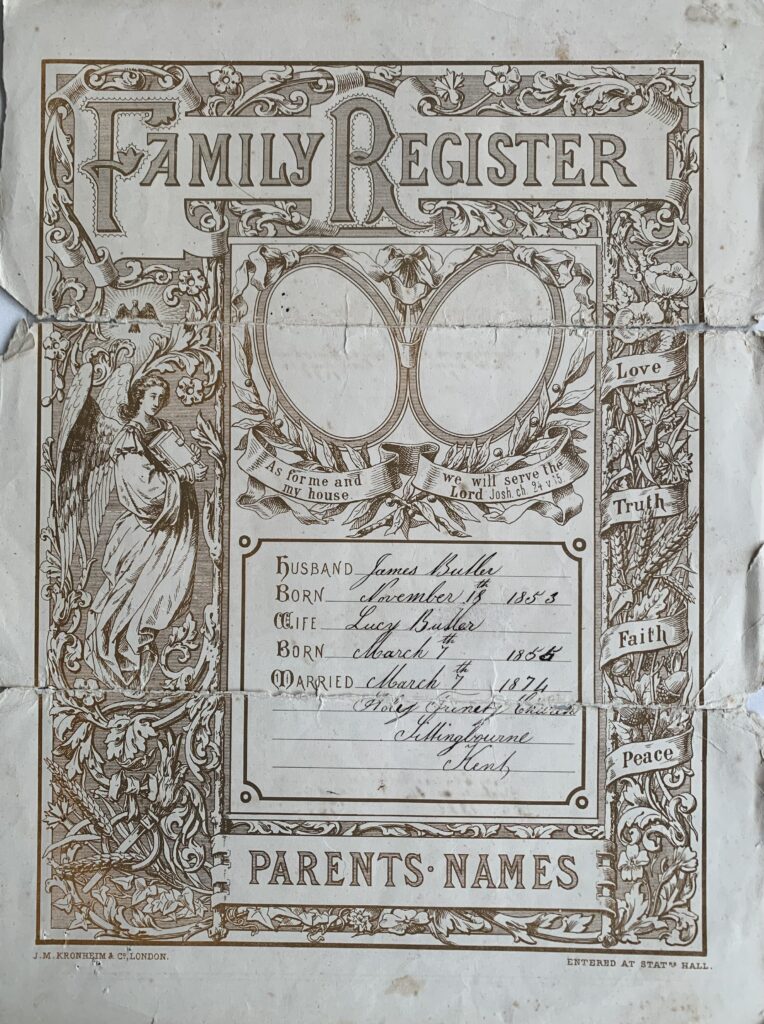 FAMILY REGISTER
As for me and
my house
we will serve the
Lord Josh. ch. 24 v. 15
Love
Truth
Faith
Peace
HUSBAND James Butler
BORN November 18th 1853
WIFE Lucy Butler
BORN March 7th 1855
MARRIED March 7th 1874
Holy Trinety Church
Sittingbourne
Kent
PARENTS · NAMES
J. M. KRONHEIM & Co, LONDON.
ENTERED AT STATrs HALL.